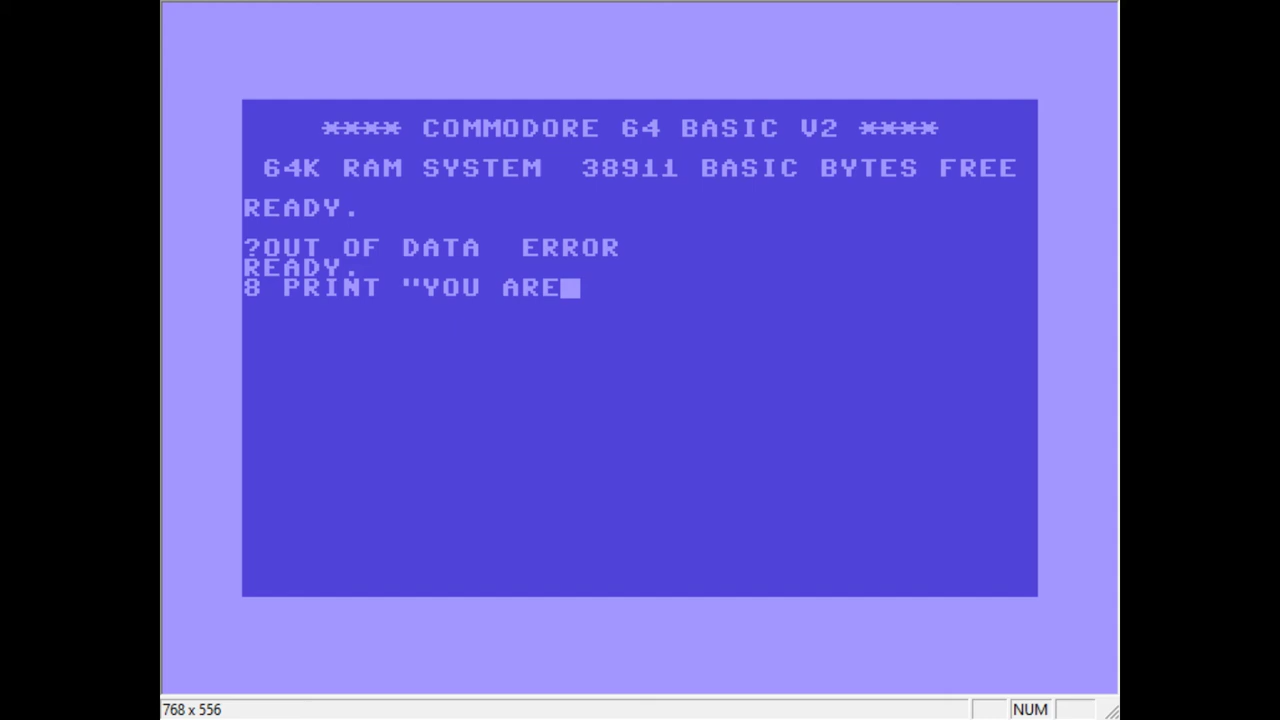 **** COMMODORE 64 BASIC V2 ****
64K RAM SYSTEM  38911 BASIC BYTES FREE
READY.
?OUT OF DATA  ERROR
READY.
8 PRINT "YOU ARE
768 x 556
NUM